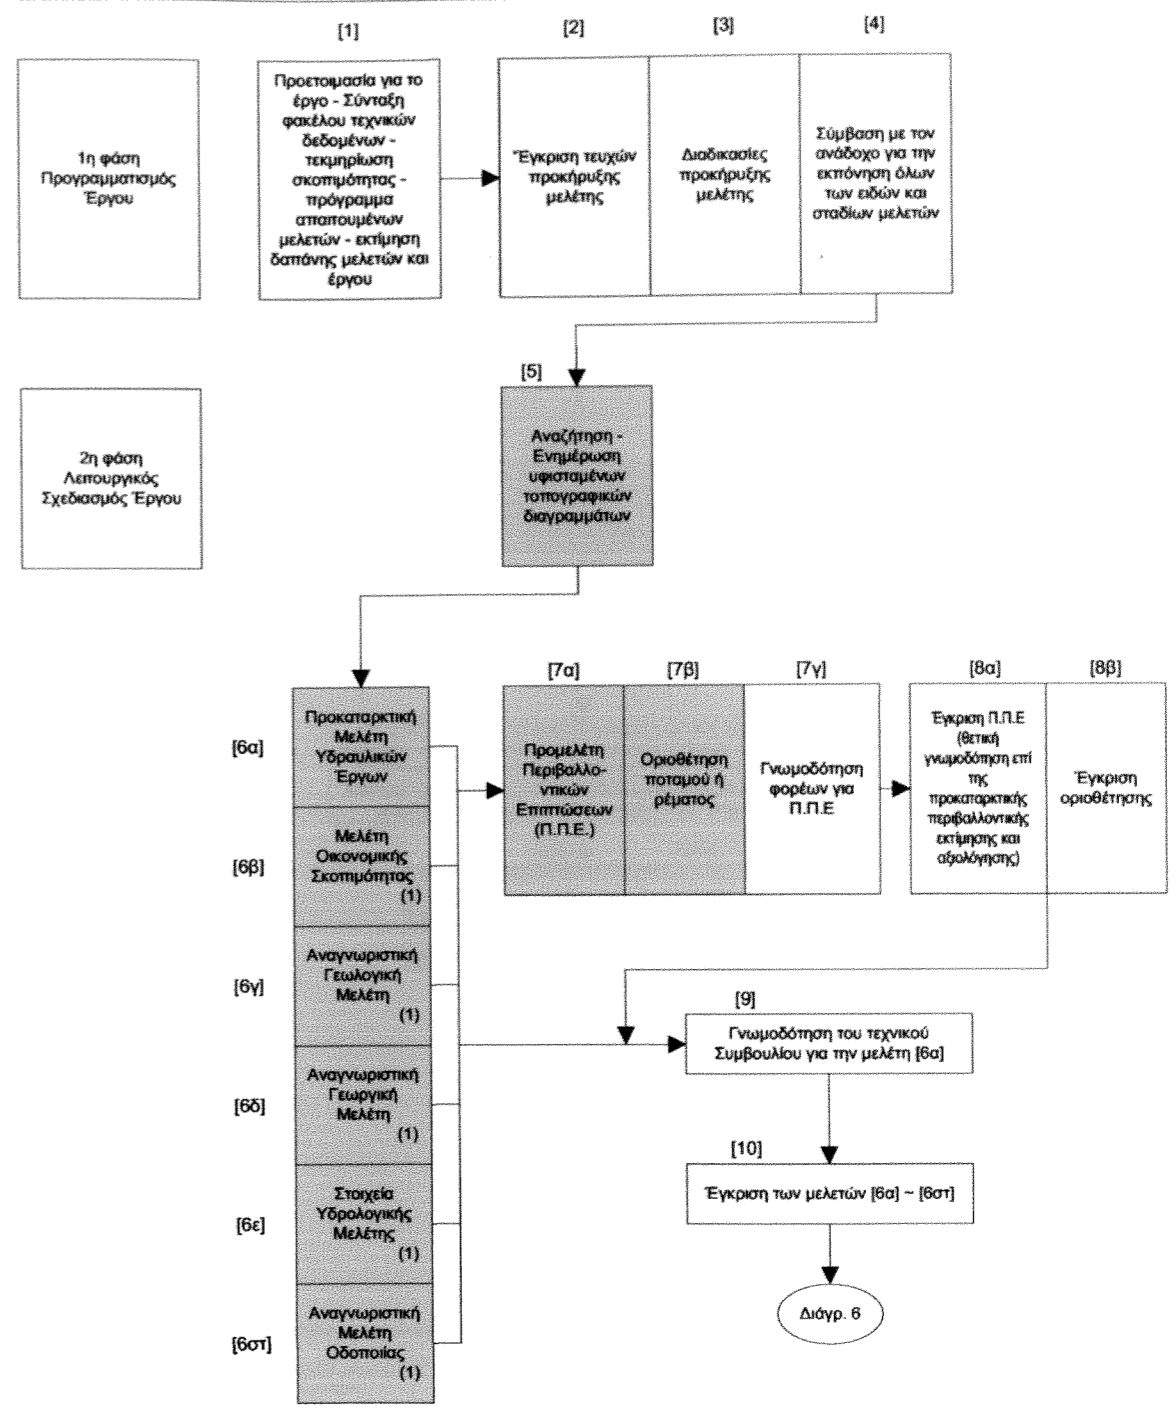 [1]
[2]
[3]
[4]
1η φάση
Προγραμματισμός
Έργου
Προετοιμασία για το
έργο - Σύνταξη
φακέλου τεχνικών
δεδομένων -
τεκμηρίωση
σκοπιμότητας -
πρόγραμμα
απαιτουμένων
μελετών - εκτίμηση
δαπάνης μελετών και
έργου
Έγκριση τευχών
προκήρυξης
μελέτης
Διαδικασίες
προκήρυξης
μελέτης
Σύμβαση με τον
ανάδοχο για την
εκπόνηση όλων
των ειδών και
σταδίων μελετών
[5]
2η φάση
Λειτουργικός
Σχεδιασμός Έργου
Αναζήτηση -
Ενημέρωση
υφισταμένων
τοπογραφικών
διαγραμμάτων
[7α]
[7β]
[7γ]
[8α]
[8β]
[6α]
Προκαταρκτική
Μελέτη
Υδραυλικών
Έργων
Προμελέτη
Περιβαλλο-
ντικών
Επιπτώσεων
(Π.Π.Ε.)
Οριοθέτηση
ποταμού ή
ρέματος
Γνωμοδότηση
φορέων για
Π.Π.Ε
Έγκριση Π.Π.Ε
(θετική
γνωμοδότηση επί
της
προκαταρκτικής
περιβαλλοντικής
εκτίμησης και
αξιολόγησης)
Έγκριση
οριοθέτησης
[6β]
Μελέτη
Οικονομικής
Σκοπιμότητας
(1)
[6γ]
Αναγνωριστική
Γεωλογική
Μελέτη
(1)
[9]
Γνωμοδότηση του τεχνικού
Συμβουλίου για την μελέτη [6α]
[6δ]
Αναγνωριστική
Γεωργική
Μελέτη
(1)
[10]
Έγκριση των μελετών [6α] ~ [6στ]
[6ε]
Στοιχεία
Υδρολογικής
Μελέτης
(1)
[6στ]
Αναγνωριστική
Μελέτη
Οδοποιίας
(1)
Διάγρ. 6